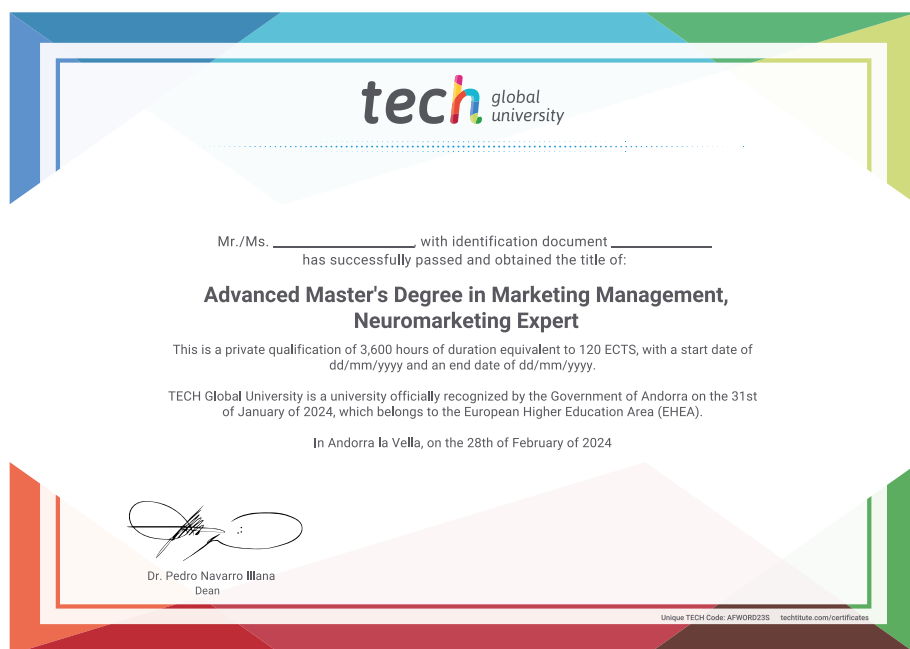 tech global university
Mr./Ms. ____________________, with identification document ______________
has successfully passed and obtained the title of:
Advanced Master's Degree in Marketing Management,
Neuromarketing Expert
This is a private qualification of 3,600 hours of duration equivalent to 120 ECTS, with a start date of
dd/mm/yyyy and an end date of dd/mm/yyyy.
TECH Global University is a university officially recognized by the Government of Andorra on the 31st
of January of 2024, which belongs to the European Higher Education Area (EHEA).
In Andorra la Vella, on the 28th of February of 2024
Dr. Pedro Navarro Illana
Dean
Unique TECH Code: AFWORD23S techtitute.com/certificates